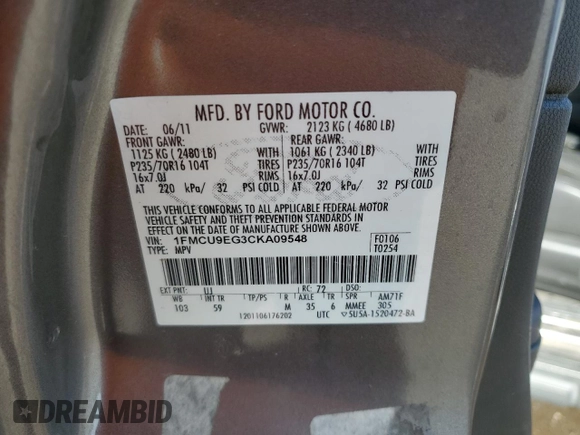 MFD. BY FORD MOTOR CO.
DATE: 06/11 GVWR: 2123 KG ( 4680 LB)
FRONT GAWR: REAR GAWR:
1125 KG ( 2480 LB) WITH 1061 KG ( 2340 LB) WITH
P235/70R16 104T TIRES P235/70R16 104T TIRES
16x7.0J RIMS 16x7.0J RIMS
AT 220 kPa/ 32 PSI COLD AT 220 kPa/ 32 PSI COLD
THIS VEHICLE CONFORMS TO ALL APPLICABLE FEDERAL MOTOR
VEHICLE SAFETY AND THEFT PREVENTION STANDARDS IN
EFFECT ON THE DATE OF MANUFACTURE SHOWN ABOVE.
VIN: 1FMCU9EG3CKA09548 F0106
TYPE: MPV T0254
EXT PNT: UJ RC: 72 DSO:
WB INT TR TP/PS R AXLE TR SPR AM71F
103 59 M 35 6 MMEE 305
1201106176202 UTC SU5A-1520472-BA
DREAMBID